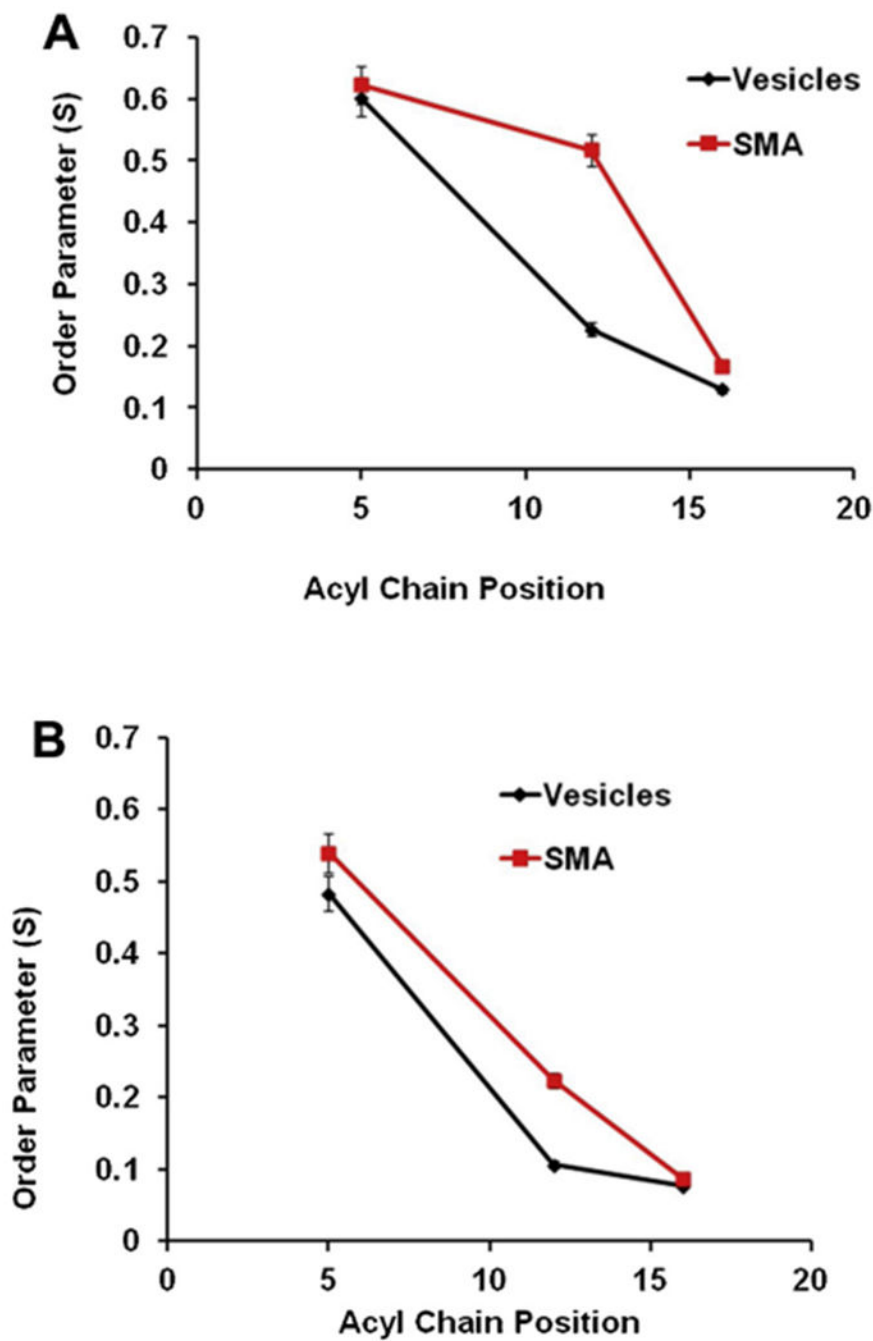 A
0.7
0.6
0.5
0.4
0.3
0.2
0.1
0
Order Parameter (S)
Vesicles
SMA
0 5 10 15 20
Acyl Chain Position
B
0.7
0.6
0.5
0.4
0.3
0.2
0.1
0
Order Parameter (S)
Vesicles
SMA
0 5 10 15 20
Acyl Chain Position